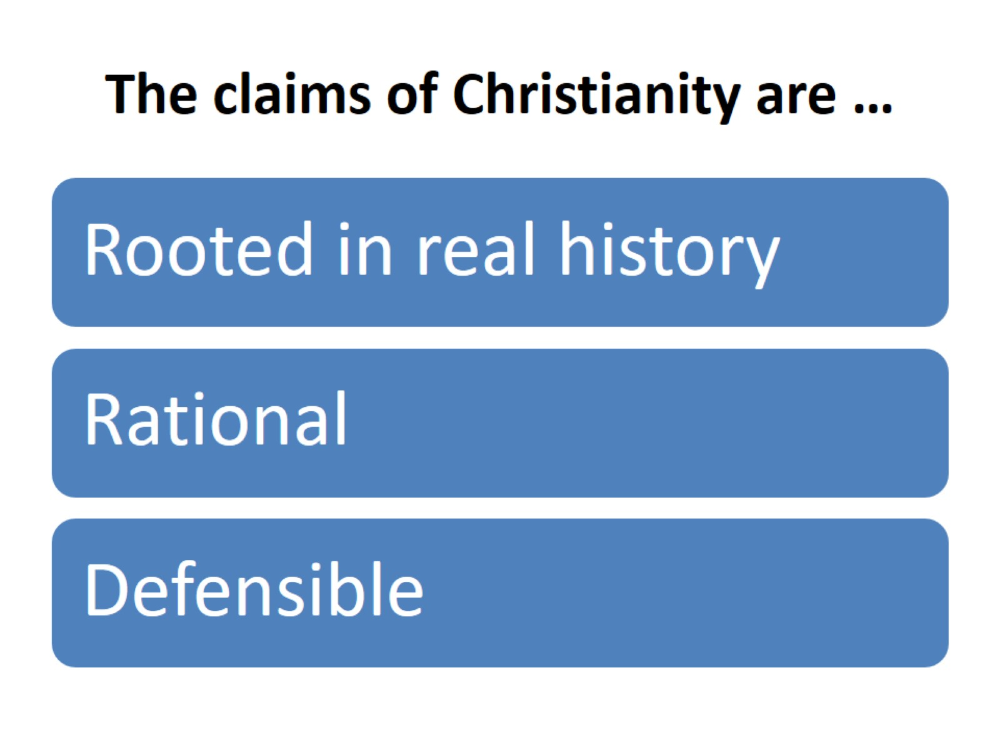 The claims of Christianity are ...
Rooted in real history
Rational
Defensible